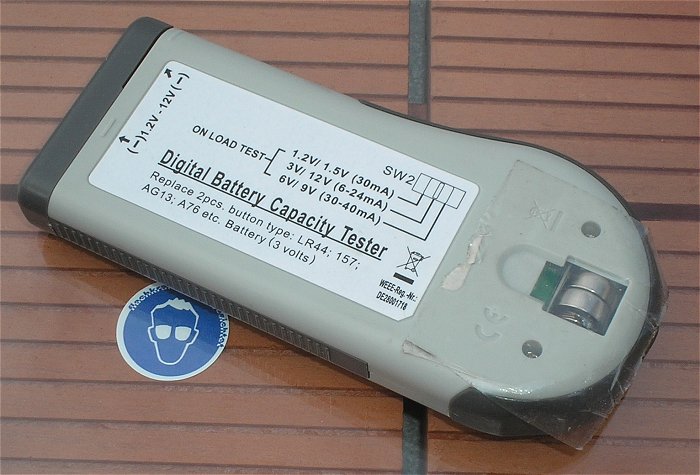 (-)1.2V - 12V(-)
ON LOAD TEST
1.2V/ 1.5V (30mA)
3V/ 12V (6-24mA)
6V/ 9V (30-40mA)
SW2
Digital Battery Capacity Tester
Replace 2pcs. button type: LR44; 157;
AG13; A76 etc. Battery (3 volts)
WEEE-Reg.-Nr.:
DE28001718
CE